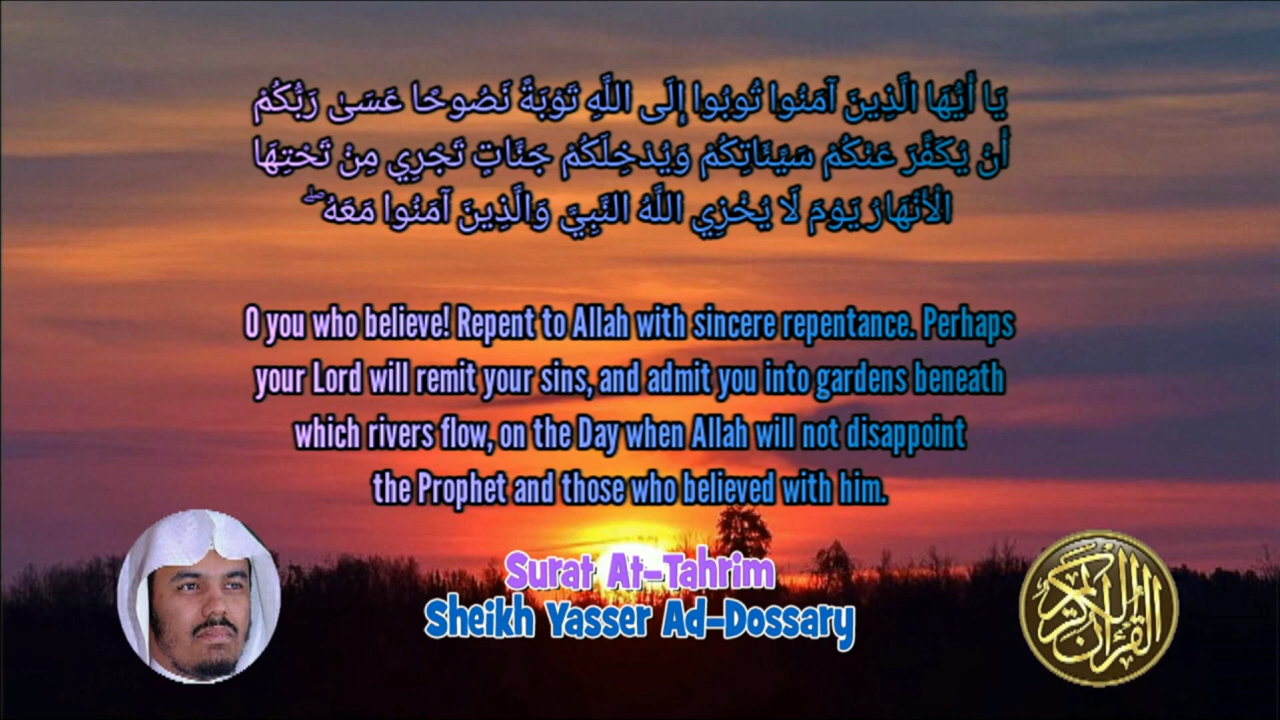 يَا أَيُّهَا الَّذِينَ آمَنُوا تُوبُوا إِلَى اللَّهِ تَوْبَةً نَصُوحًا عَسَىٰ رَبُّكُمْ
أَنْ يُكَفِّرَ عَنْكُمْ سَيِّئَاتِكُمْ وَيُدْخِلَكُمْ جَنَّاتٍ تَجْرِي مِنْ تَحْتِهَا
الْأَنْهَارُ يَوْمَ لَا يُخْزِي اللَّهُ النَّبِيَّ وَالَّذِينَ آمَنُوا مَعَهُ ۖ
O you who believe! Repent to Allah with sincere repentance. Perhaps
your Lord will remit your sins, and admit you into gardens beneath
which rivers flow, on the Day when Allah will not disappoint
the Prophet and those who believed with him.
Surat At-Tahrim
Sheikh Yasser Ad-Dossary
القرآن الكريم